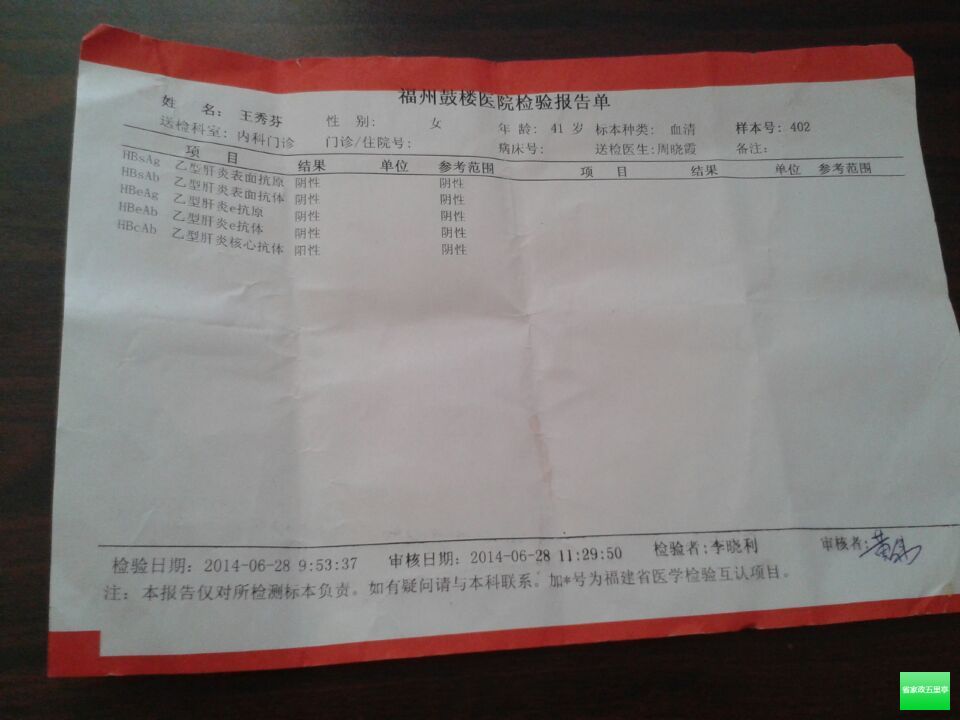 福州鼓楼医院检验报告单
姓 名: 王秀芬 性 别: 女 年 龄: 41 岁 标本种类: 血清 样本号: 402
送检科室: 内科门诊 门诊/住院号: 病床号: 送检医生:周晓霞 备注:
项 目 结果 单位 参考范围 项 目 结果 单位 参考范围
HBsAg 乙型肝炎表面抗原 阴性 阴性
HBsAb 乙型肝炎表面抗体 阴性 阴性
HBeAg 乙型肝炎e抗原 阴性 阴性
HBeAb 乙型肝炎e抗体 阴性 阴性
HBcAb 乙型肝炎核心抗体 阳性 阴性
检验日期: 2014-06-28 9:53:37 审核日期: 2014-06-28 11:29:50 检验者:李晓利 审核者:
注: 本报告仅对所检测标本负责。如有疑问请与本科联系。加*号为福建省医学检验互认项目。
省家政五里亭